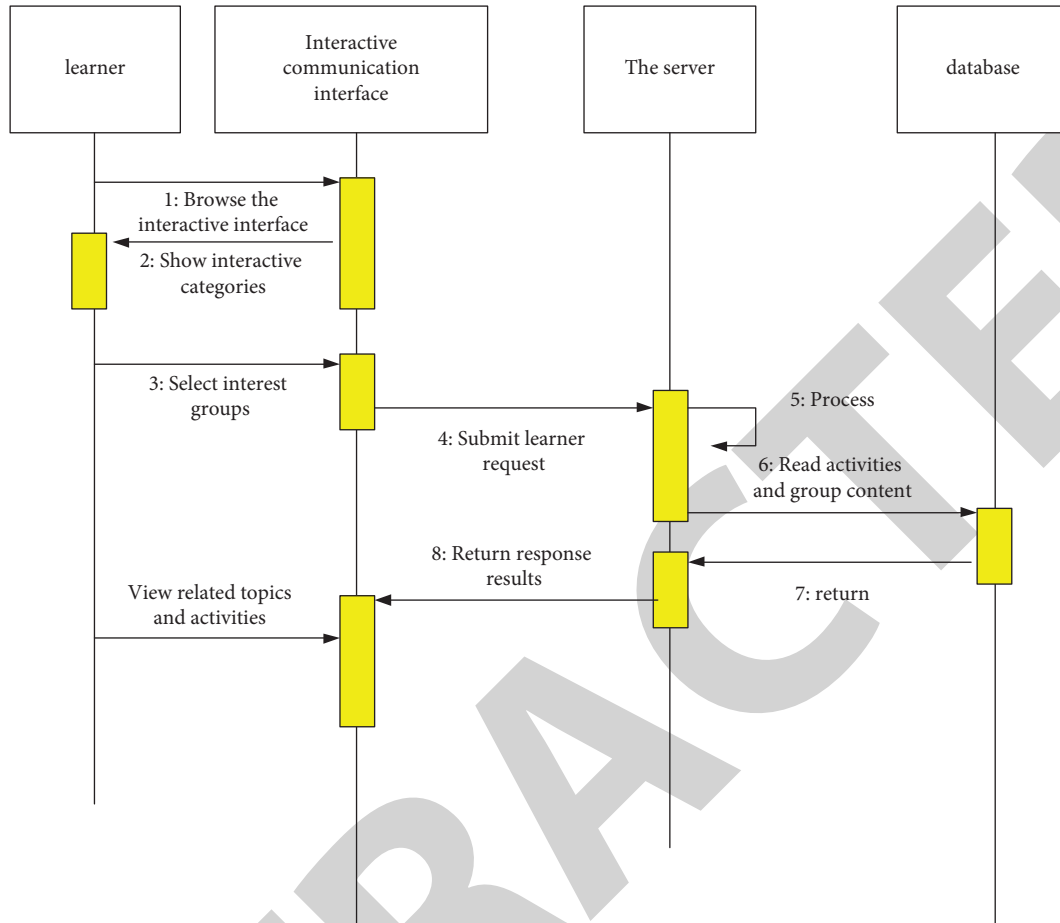 learner
Interactive
communication
interface
The server
database
1: Browse the
interactive interface
2: Show interactive
categories
3: Select interest
groups
4: Submit learner
request
5: Process
6: Read activities
and group content
7: return
8: Return response
results
View related topics
and activities
RACTE